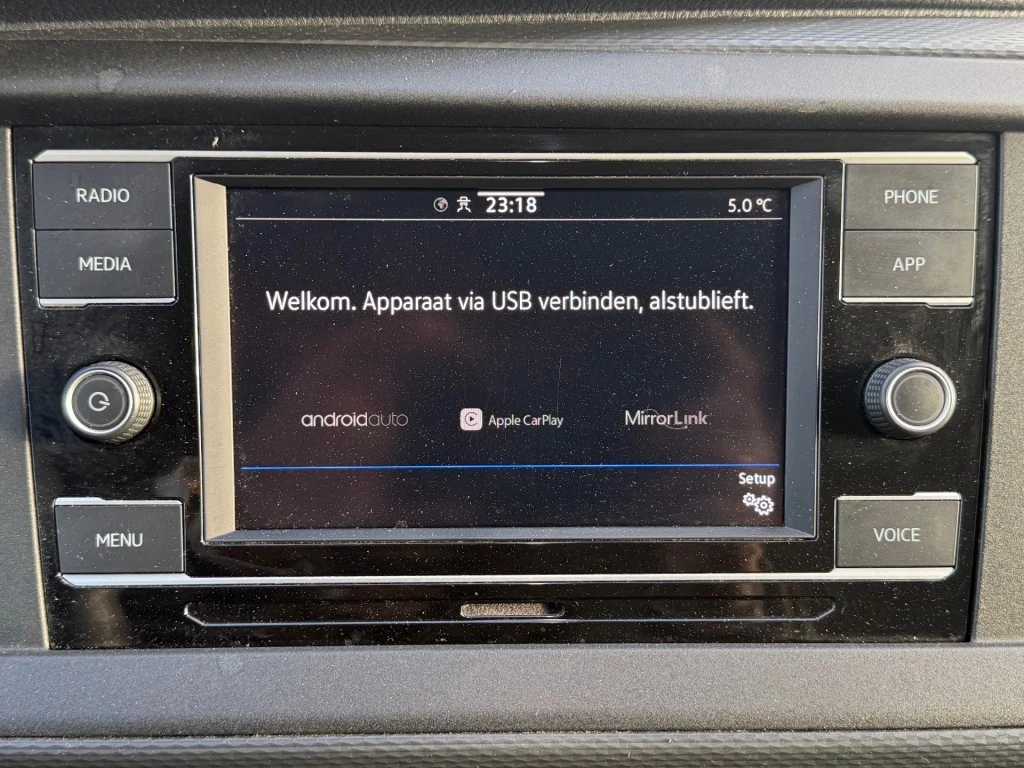 RADIO
PHONE
23:18
5.0 °C
MEDIA
APP
Welkom. Apparaat via USB verbinden, alstublieft.
androidauto
Apple CarPlay
MirrorLink
Setup
MENU
VOICE